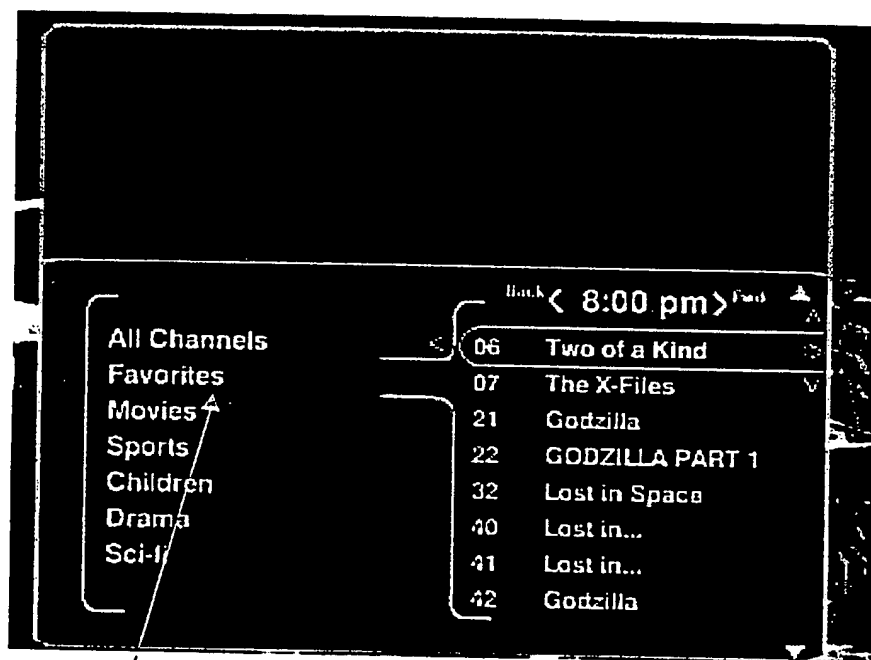 Back < 8:00 pm > Fwd
All Channels
Favorites
Movies
Sports
Children
Drama
Sci-fi
06 Two of a Kind
07 The X-Files
21 Godzilla
22 GODZILLA PART 1
32 Lost in Space
40 Lost in...
41 Lost in...
42 Godzilla